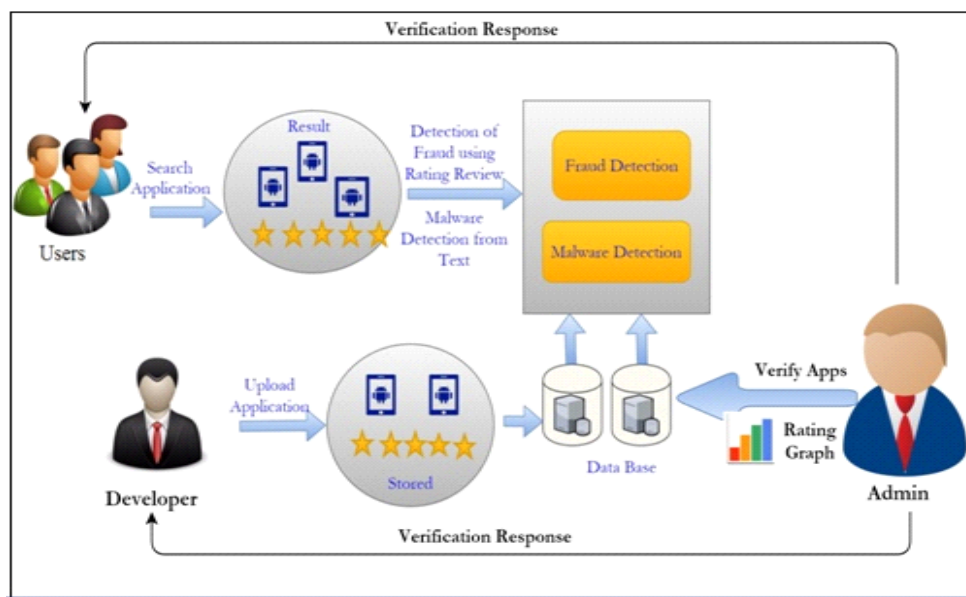 Verification Response
Result
Detection of
Fraud using
Rating Review
Fraud Detection
Search
Application
Malware
Detection from
Text
Malware Detection
Users
Upload
Application
Verify Apps
Rating
Graph
Stored
Data Base
Developer
Admin
Verification Response